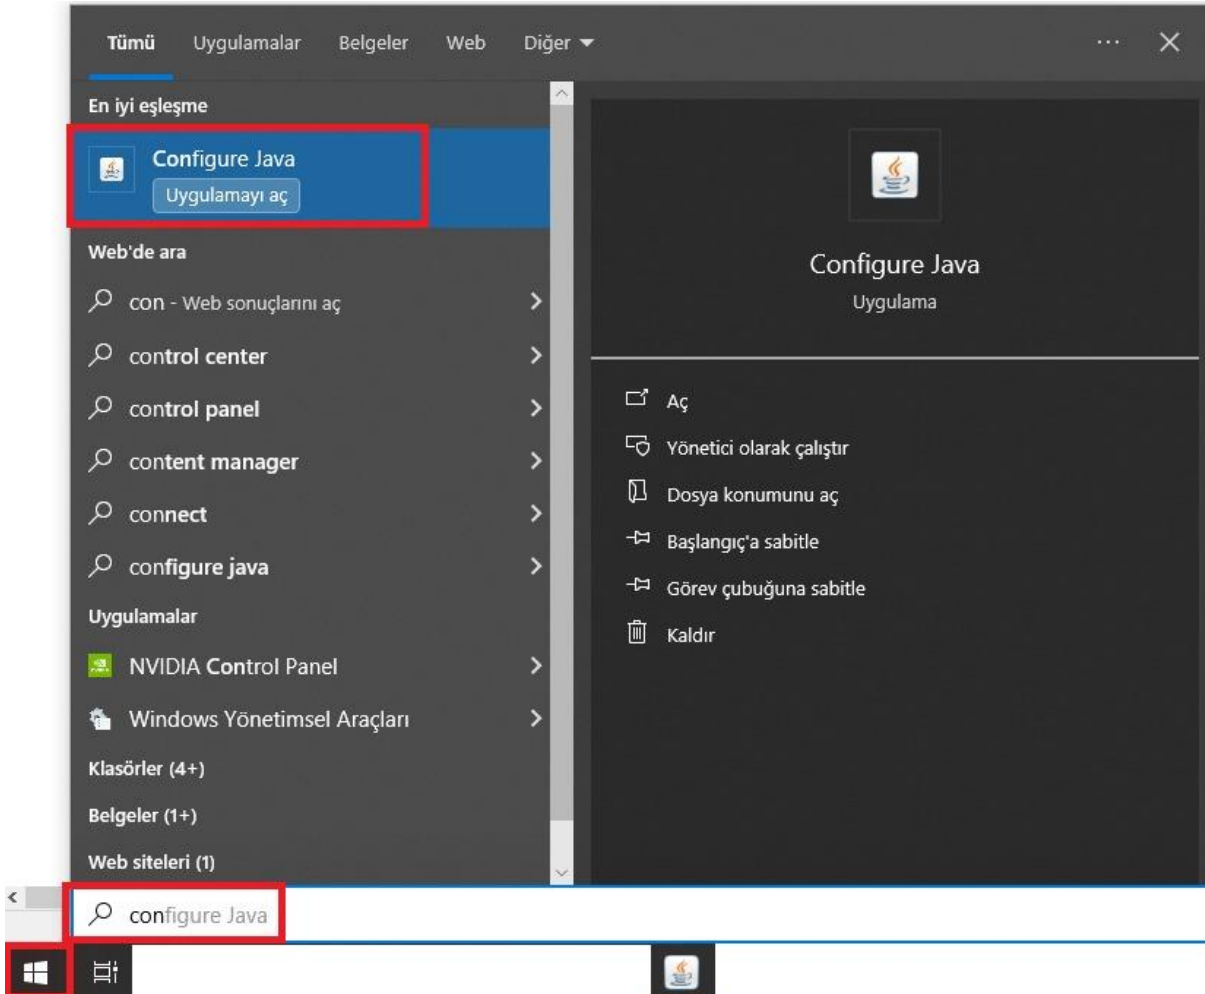 Tümü Uygulamalar Belgeler Web Diğer
En iyi eşleşme
Configure Java
Uygulamayı aç
Web'de ara
con - Web sonuçlarını aç
control center
control panel
content manager
connect
configure java
Uygulamalar
NVIDIA Control Panel
Windows Yönetimsel Araçları
Klasörler (4+)
Belgeler (1+)
Web siteleri (1)
configure Java
Configure Java
Uygulama
Aç
Yönetici olarak çalıştır
Dosya konumunu aç
Başlangıç'a sabitle
Görev çubuğuna sabitle
Kaldır